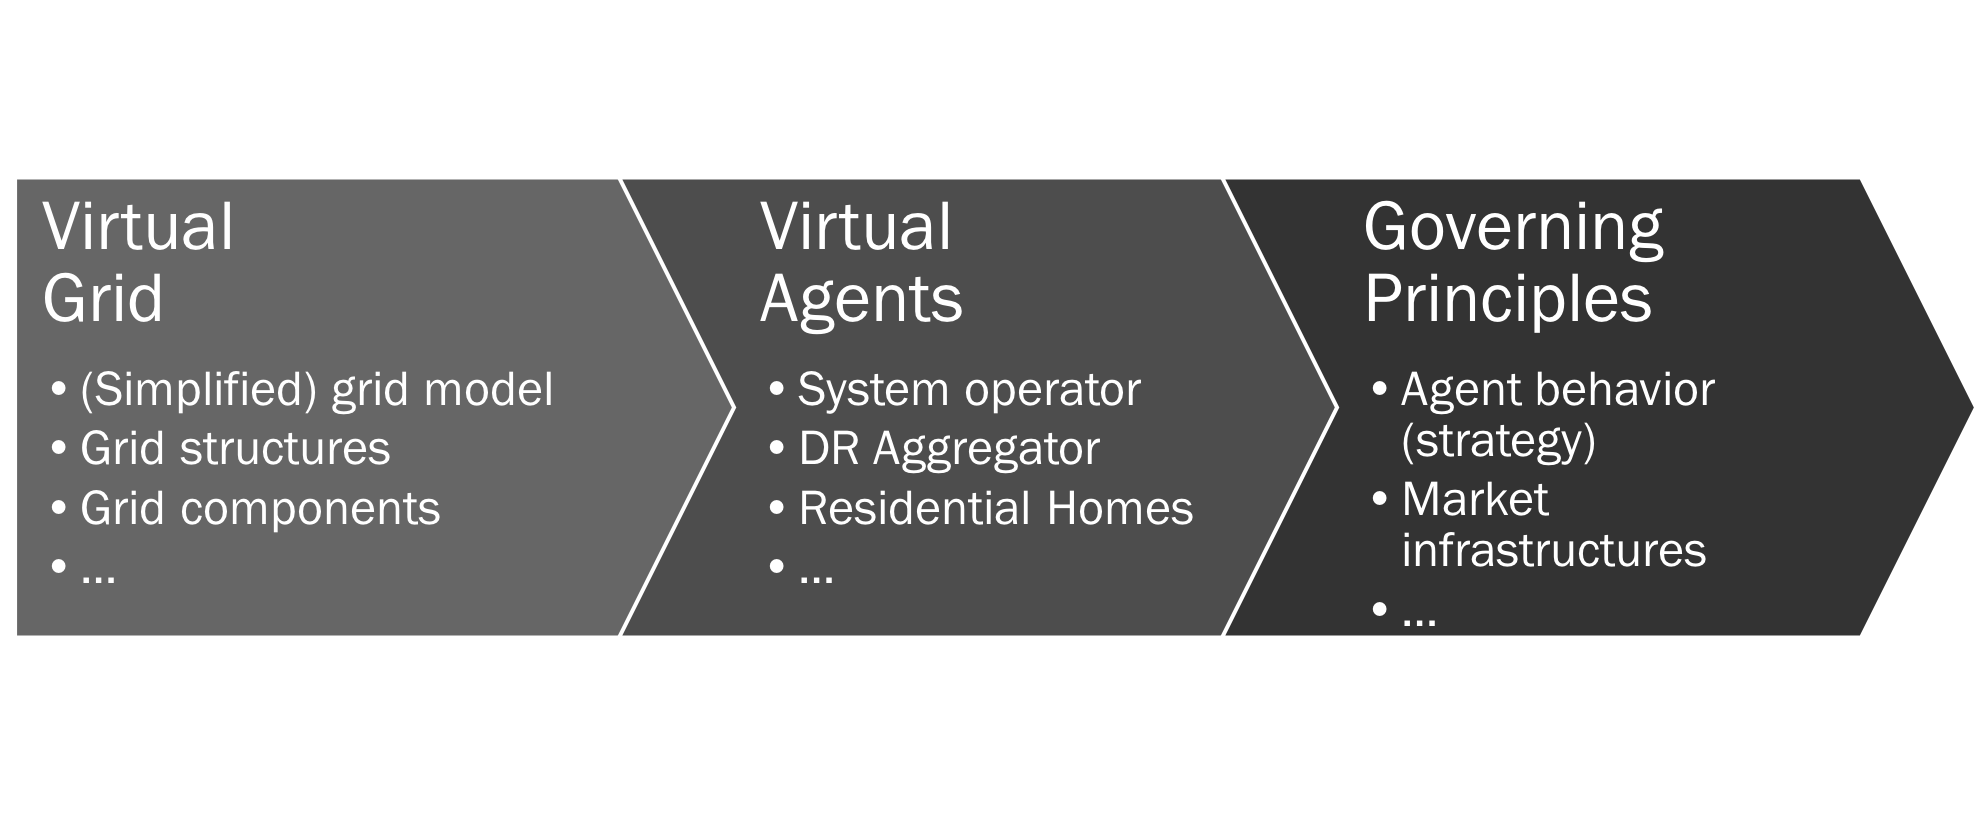 Virtual
Grid
• (Simplified) grid model
• Grid structures
• Grid components
• ...
Virtual
Agents
• System operator
• DR Aggregator
• Residential Homes
• ...
Governing
Principles
• Agent behavior
(strategy)
• Market
infrastructures
• ...